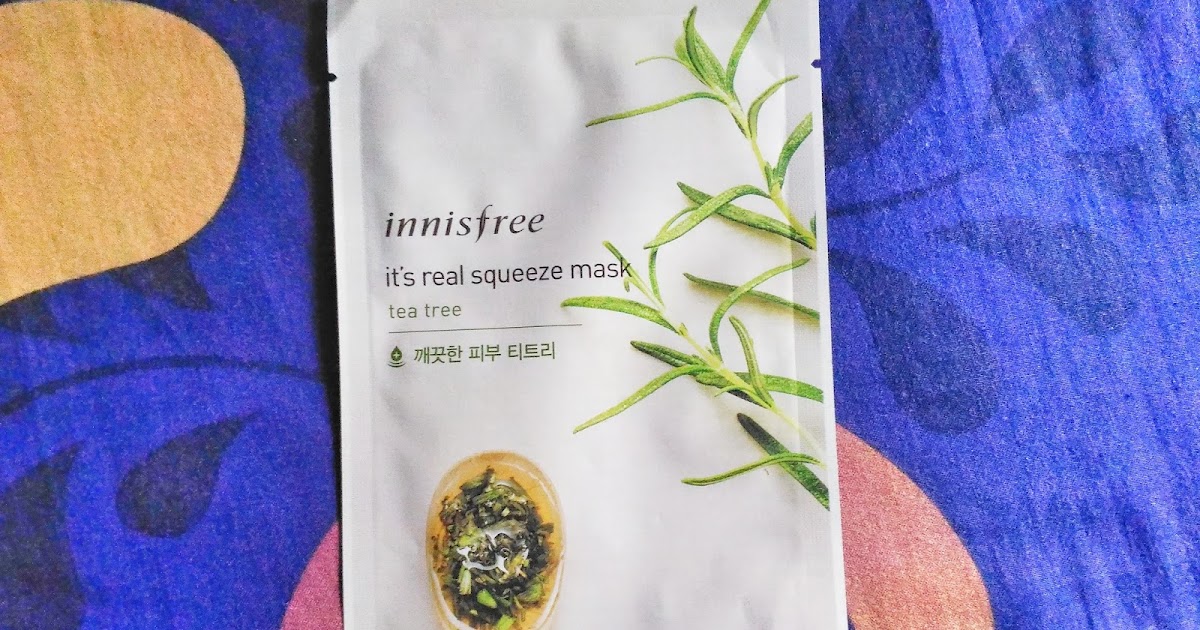 innisfree
it's real squeeze mask
tea tree
깨끗한 피부 티트리